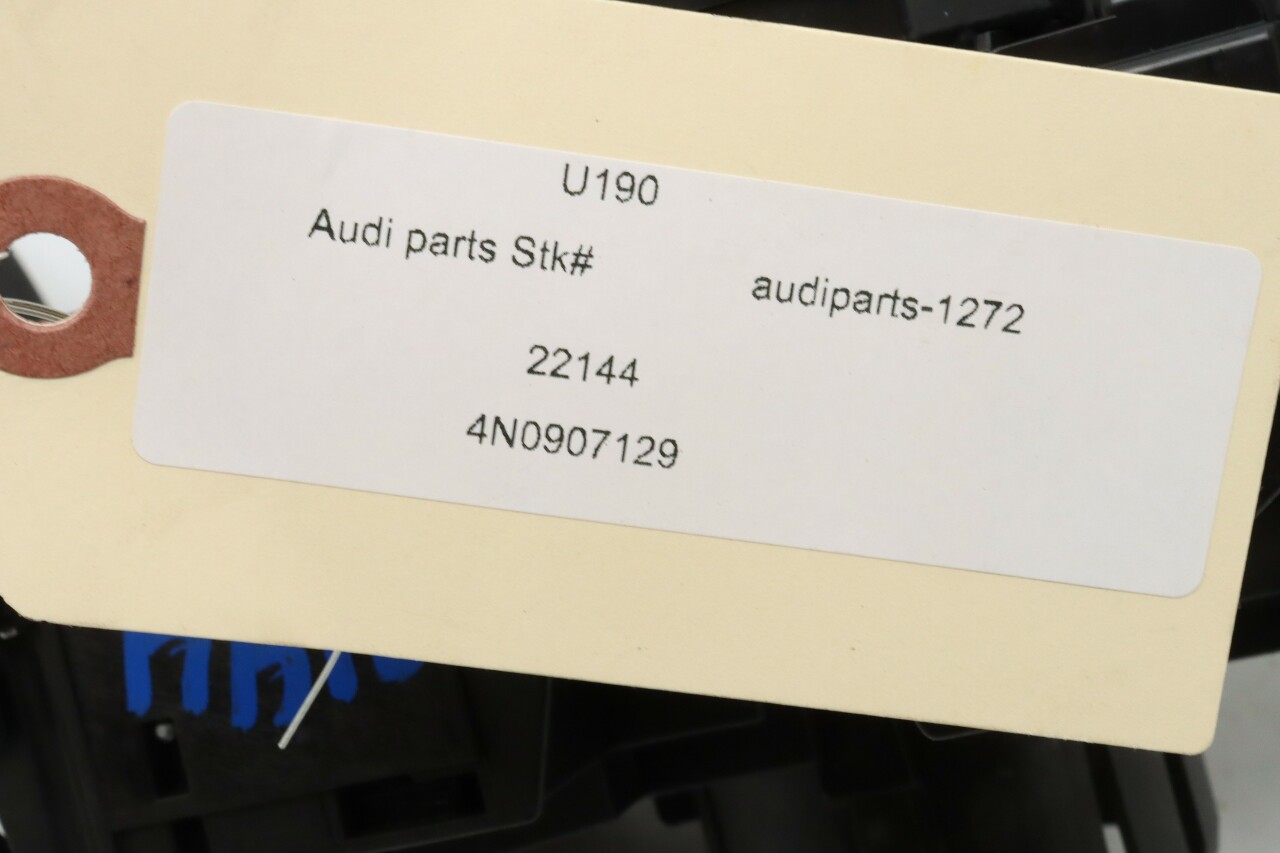 U190
Audi parts Stk#
audiparts-1272
22144
4N0907129